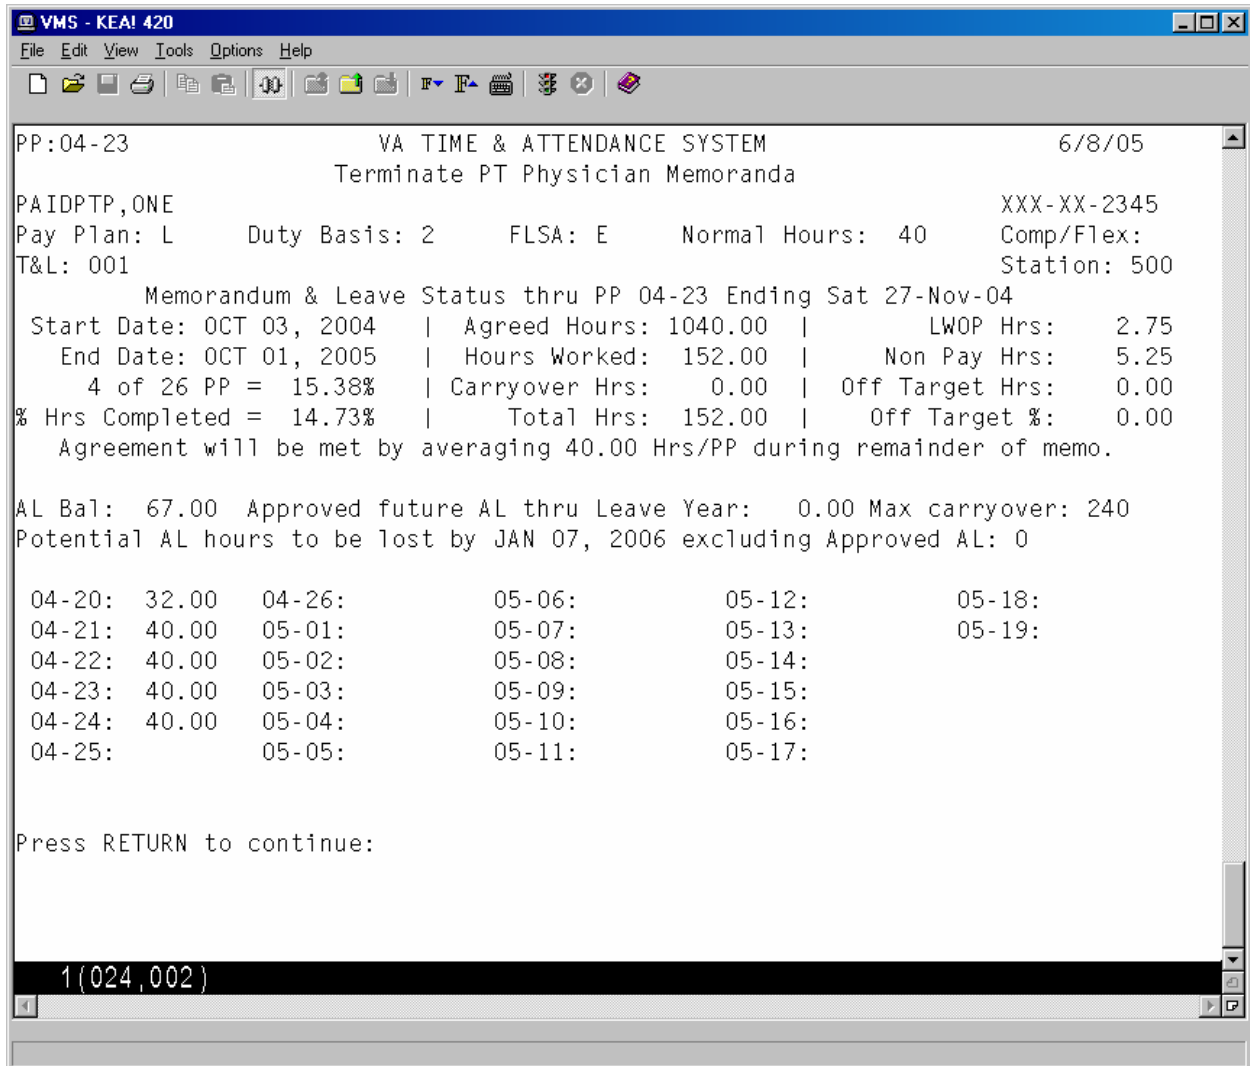 VMS - KEA! 420
File Edit View Tools Options Help
PP:04-23 VA TIME & ATTENDANCE SYSTEM 6/8/05
Terminate PT Physician Memoranda
PAIDPTP,ONE XXX-XX-2345
Pay Plan: L Duty Basis: 2 FLSA: E Normal Hours: 40 Comp/Flex:
T&L: 001 Station: 500
Memorandum & Leave Status thru PP 04-23 Ending Sat 27-Nov-04
Start Date: OCT 03, 2004 | Agreed Hours: 1040.00 | LWOP Hrs: 2.75
End Date: OCT 01, 2005 | Hours Worked: 152.00 | Non Pay Hrs: 5.25
4 of 26 PP = 15.38% | Carryover Hrs: 0.00 | Off Target Hrs: 0.00
% Hrs Completed = 14.73% | Total Hrs: 152.00 | Off Target %: 0.00
Agreement will be met by averaging 40.00 Hrs/PP during remainder of memo.
AL Bal: 67.00 Approved future AL thru Leave Year: 0.00 Max carryover: 240
Potential AL hours to be lost by JAN 07, 2006 excluding Approved AL: 0
04-20: 32.00 04-26: 05-06: 05-12: 05-18:
04-21: 40.00 05-01: 05-07: 05-13: 05-19:
04-22: 40.00 05-02: 05-08: 05-14:
04-23: 40.00 05-03: 05-09: 05-15:
04-24: 40.00 05-04: 05-10: 05-16:
04-25: 05-05: 05-11: 05-17:
Press RETURN to continue:
1(024,002)